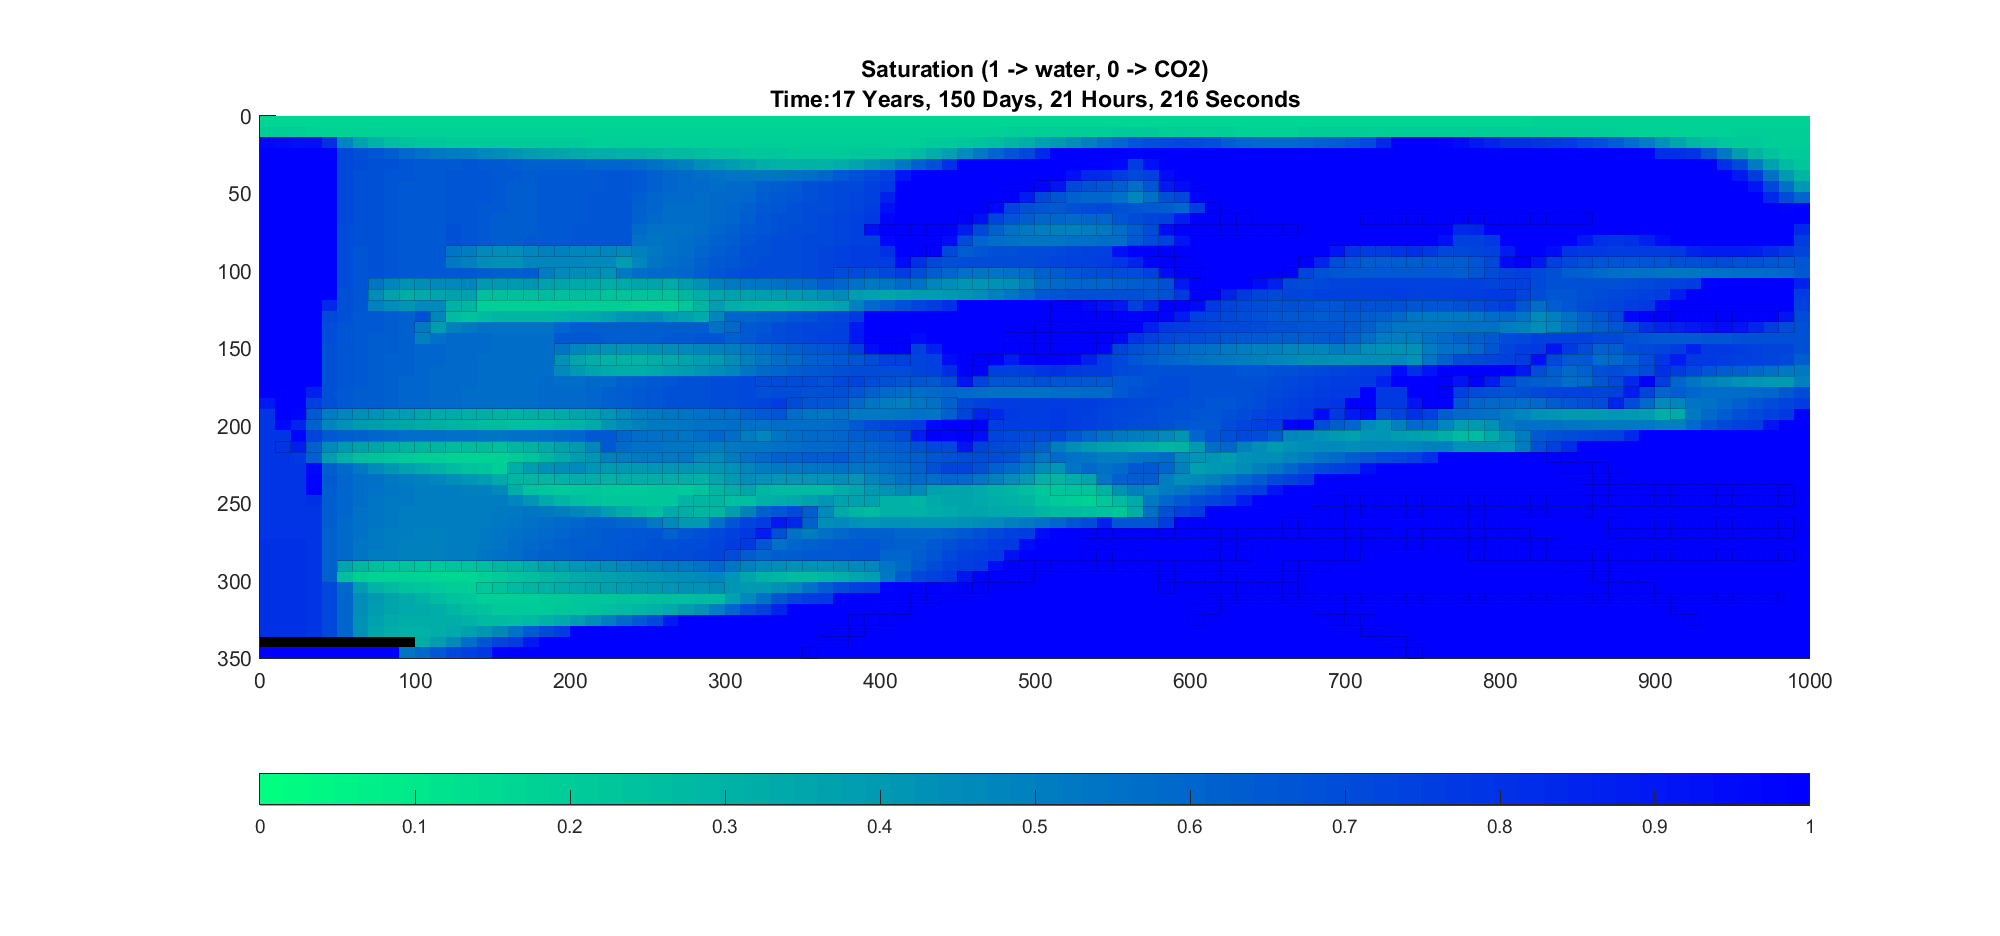 Saturation (1 -> water, 0 -> CO2)
Time:17 Years, 150 Days, 21 Hours, 216 Seconds
0
50
100
150
200
250
300
350
0 100 200 300 400 500 600 700 800 900 1000
0 0.1 0.2 0.3 0.4 0.5 0.6 0.7 0.8 0.9 1